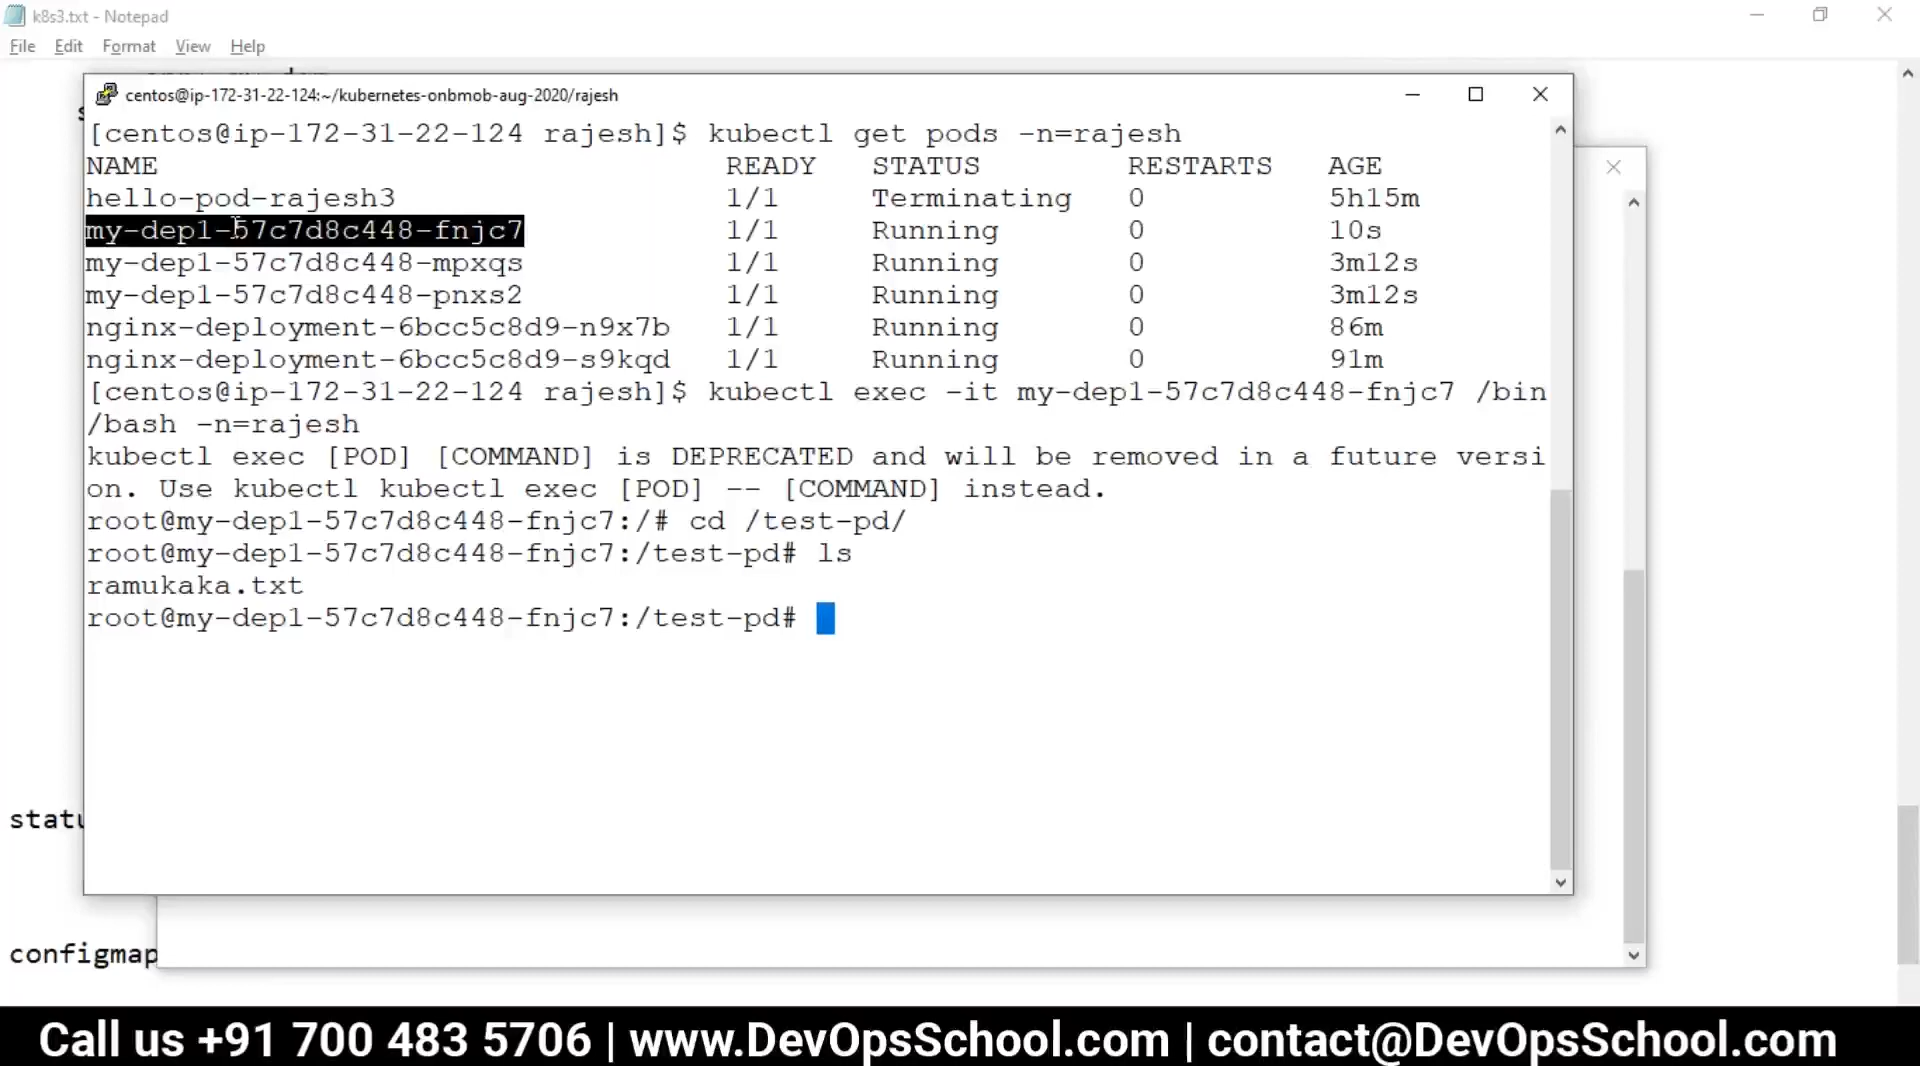 k8s3.txt - Notepad
File Edit Format View Help
centos@ip-172-31-22-124:~/kubernetes-onbmob-aug-2020/rajesh
[centos@ip-172-31-22-124 rajesh]$ kubectl get pods -n=rajesh
NAME READY STATUS RESTARTS AGE
hello-pod-rajesh3 1/1 Terminating 0 5h15m
my-dep1-57c7d8c448-fnjc7 1/1 Running 0 10s
my-dep1-57c7d8c448-mpxqs 1/1 Running 0 3m12s
my-dep1-57c7d8c448-pnxs2 1/1 Running 0 3m12s
nginx-deployment-6bcc5c8d9-n9x7b 1/1 Running 0 86m
nginx-deployment-6bcc5c8d9-s9kqd 1/1 Running 0 91m
[centos@ip-172-31-22-124 rajesh]$ kubectl exec -it my-dep1-57c7d8c448-fnjc7 /bin
/bash -n=rajesh
kubectl exec [POD] [COMMAND] is DEPRECATED and will be removed in a future versi
on. Use kubectl kubectl exec [POD] -- [COMMAND] instead.
root@my-dep1-57c7d8c448-fnjc7:/# cd /test-pd/
root@my-dep1-57c7d8c448-fnjc7:/test-pd# ls
ramukaka.txt
root@my-dep1-57c7d8c448-fnjc7:/test-pd#
statu
configmap
Call us +91 700 483 5706 | www.DevOpsSchool.com | contact@DevOpsSchool.com